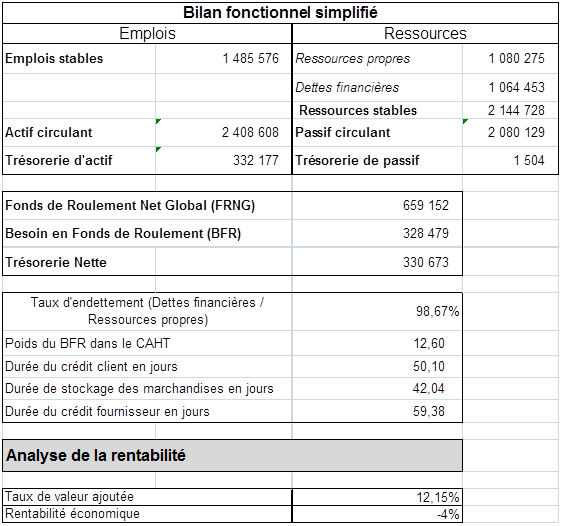 Bilan fonctionnel simplifié
Emplois Ressources
Emplois stables 1 485 576 Ressources propres 1 080 275
Dettes financières 1 064 453
Ressources stables 2 144 728
Actif circulant 2 408 608 Passif circulant 2 080 129
Trésorerie d'actif 332 177 Trésorerie de passif 1 504
Fonds de Roulement Net Global (FRNG) 659 152
Besoin en Fonds de Roulement (BFR) 328 479
Trésorerie Nette 330 673
Taux d'endettement (Dettes financières /
Ressources propres) 98,67%
Poids du BFR dans le CAHT 12,60
Durée du crédit client en jours 50,10
Durée de stockage des marchandises en jours 42,04
Durée du crédit fournisseur en jours 59,38
Analyse de la rentabilité
Taux de valeur ajoutée 12,15%
Rentabilité économique -4%